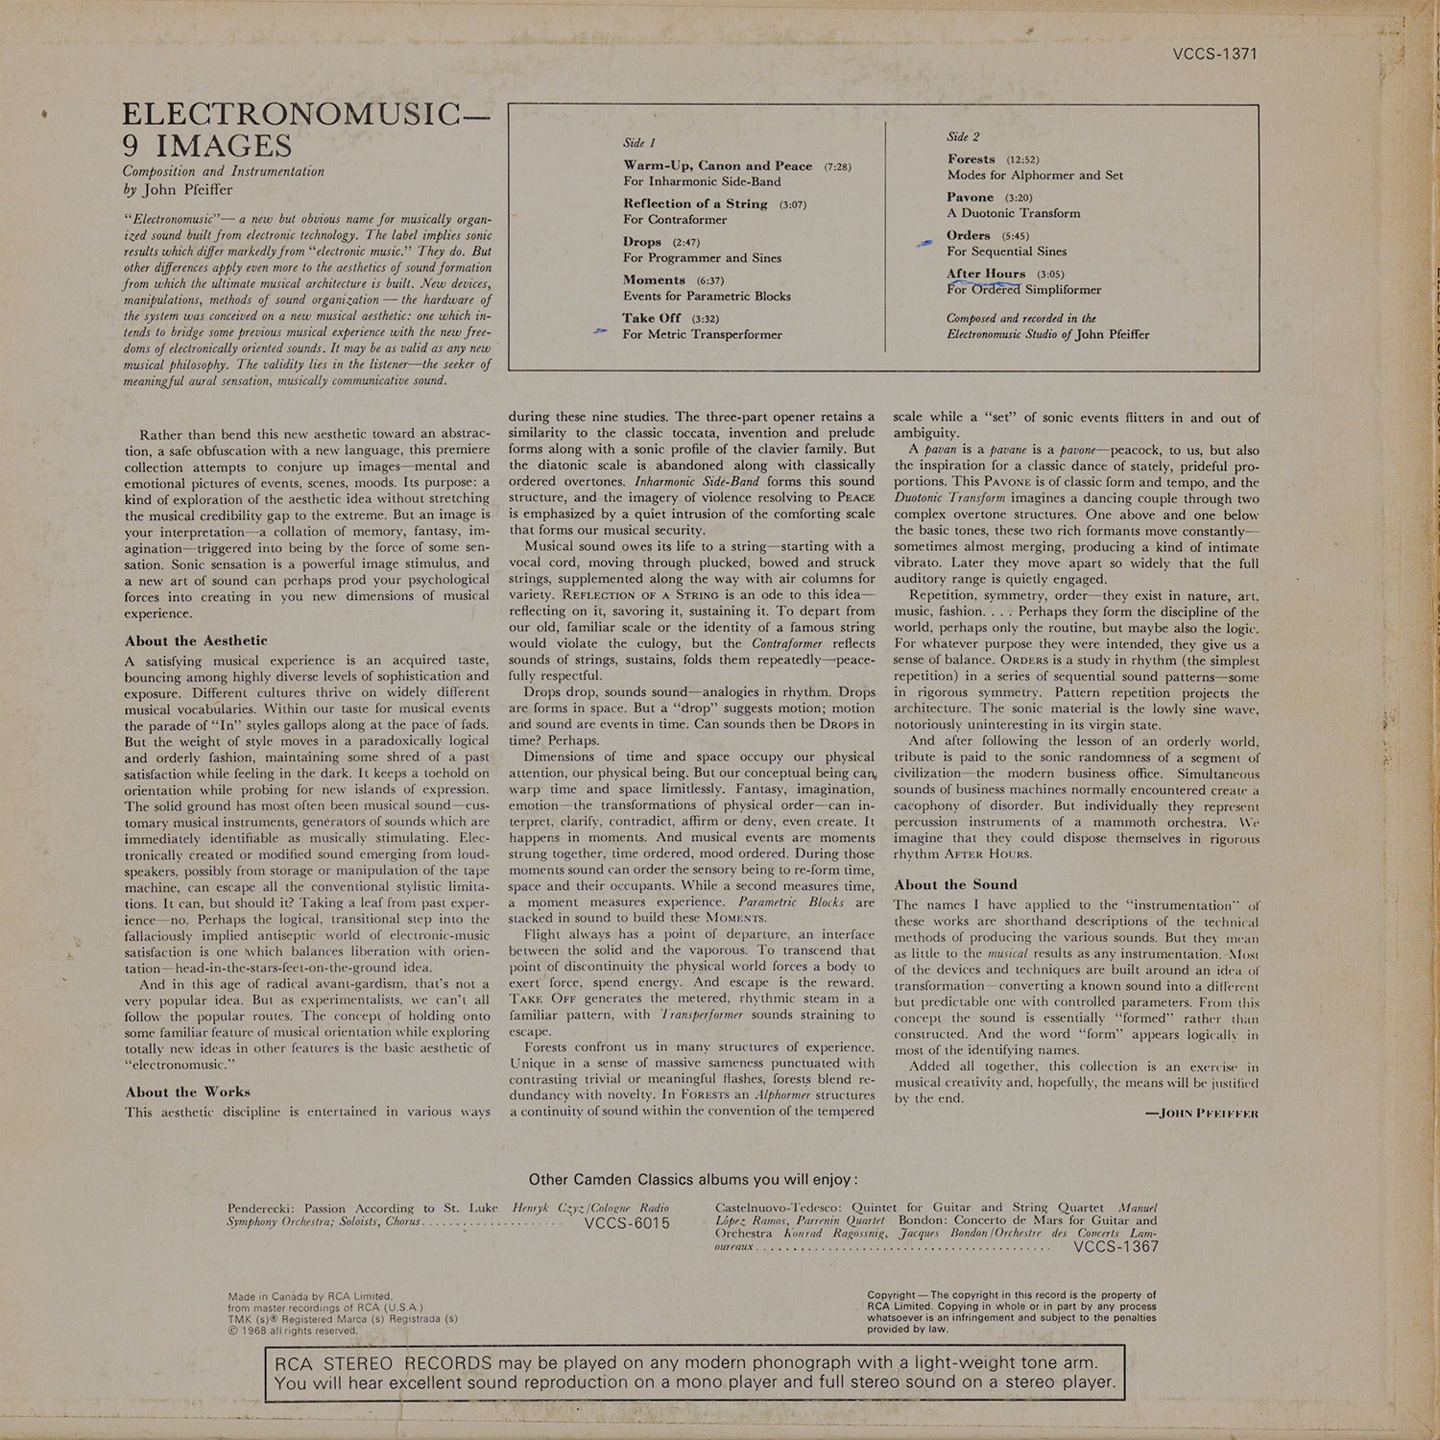 VCCS-1371
ELECTRONOMUSIC—
9 IMAGES
Composition and Instrumentation
by John Pfeiffer
“Electronomusic”— a new but obvious name for musically organ-
ized sound built from electronic technology. The label implies sonic
results which differ markedly from “electronic music.” They do. But
other differences apply even more to the aesthetics of sound formation
from which the ultimate musical architecture is built. New devices,
manipulations, methods of sound organization — the hardware of
the system was conceived on a new musical aesthetic: one which in-
tends to bridge some previous musical experience with the new free-
doms of electronically oriented sounds. It may be as valid as any new
musical philosophy. The validity lies in the listener—the seeker of
meaningful aural sensation, musically communicative sound.
Side 1
Warm-Up, Canon and Peace (7:28)
For Inharmonic Side-Band
Reflection of a String (3:07)
For Contraformer
Drops (2:47)
For Programmer and Sines
Moments (6:37)
Events for Parametric Blocks
Take Off (3:32)
For Metric Transperformer
Side 2
Forests (12:52)
Modes for Alphormer and Set
Pavone (3:20)
A Duotonic Transform
Orders (5:45)
For Sequential Sines
After Hours (3:05)
For Ordered Simpliformer
Composed and recorded in the
Electronomusic Studio of John Pfeiffer
Rather than bend this new aesthetic toward an abstrac-
tion, a safe obfuscation with a new language, this premiere
collection attempts to conjure up images—mental and
emotional pictures of events, scenes, moods. Its purpose: a
kind of exploration of the aesthetic idea without stretching
the musical credibility gap to the extreme. But an image is
your interpretation—a collation of memory, fantasy, im-
agination—triggered into being by the force of some sen-
sation. Sonic sensation is a powerful image stimulus, and
a new art of sound can perhaps prod your psychological
forces into creating in you new dimensions of musical
experience.
About the Aesthetic
A satisfying musical experience is an acquired taste,
bouncing among highly diverse levels of sophistication and
exposure. Different cultures thrive on widely different
musical vocabularies. Within our taste for musical events
the parade of “In” styles gallops along at the pace of fads.
But the weight of style moves in a paradoxically logical
and orderly fashion, maintaining some shred of a past
satisfaction while feeling in the dark. It keeps a toehold on
orientation while probing for new islands of expression.
The solid ground has most often been musical sound—cus-
tomary musical instruments, generators of sounds which are
immediately identifiable as musically stimulating. Elec-
tronically created or modified sound emerging from loud-
speakers, possibly from storage or manipulation of the tape
machine, can escape all the conventional stylistic limita-
tions. It can, but should it? Taking a leaf from past exper-
ience—no. Perhaps the logical, transitional step into the
fallaciously implied antiseptic world of electronic-music
satisfaction is one which balances liberation with orien-
tation—head-in-the-stars-feet-on-the-ground idea.
And in this age of radical avant-gardism, that's not a
very popular idea. But as experimentalists, we can't all
follow the popular routes. The concept of holding onto
some familiar feature of musical orientation while exploring
totally new ideas in other features is the basic aesthetic of
“electronomusic.”
About the Works
This aesthetic discipline is entertained in various ways
during these nine studies. The three-part opener retains a
similarity to the classic toccata, invention and prelude
forms along with a sonic profile of the clavier family. But
the diatonic scale is abandoned along with classically
ordered overtones. Inharmonic Side-Band forms this sound
structure, and the imagery of violence resolving to PEACE
is emphasized by a quiet intrusion of the comforting scale
that forms our musical security.
Musical sound owes its life to a string—starting with a
vocal cord, moving through plucked, bowed and struck
strings, supplemented along the way with air columns for
variety. REFLECTION OF A STRING is an ode to this idea—
reflecting on it, savoring it, sustaining it. To depart from
our old, familiar scale or the identity of a famous string
would violate the eulogy, but the Contraformer reflects
sounds of strings, sustains, folds them repeatedly—peace-
fully respectful.
Drops drop, sounds sound—analogies in rhythm. Drops
are forms in space. But a “drop” suggests motion; motion
and sound are events in time. Can sounds then be DROPS in
time? Perhaps.
Dimensions of time and space occupy our physical
attention, our physical being. But our conceptual being can,
warp time and space limitlessly. Fantasy, imagination,
emotion—the transformations of physical order—can in-
terpret, clarify, contradict, affirm or deny, even create. It
happens in moments. And musical events are moments
strung together, time ordered, mood ordered. During those
moments sound can order the sensory being to re-form time,
space and their occupants. While a second measures time,
a moment measures experience. Parametric Blocks are
stacked in sound to build these MOMENTS.
Flight always has a point of departure, an interface
between the solid and the vaporous. To transcend that
point of discontinuity the physical world forces a body to
exert force, spend energy. And escape is the reward.
TAKE OFF generates the metered, rhythmic steam in a
familiar pattern, with Transperformer sounds straining to
escape.
Forests confront us in many structures of experience.
Unique in a sense of massive sameness punctuated with
contrasting trivial or meaningful flashes, forests blend re-
dundancy with novelty. In FORESTS an Alphormer structures
a continuity of sound within the convention of the tempered
scale while a “set” of sonic events flitters in and out of
ambiguity.
A pavan is a pavane is a pavone—peacock, to us, but also
the inspiration for a classic dance of stately, prideful pro-
portions. This PAVONE is of classic form and tempo, and the
Duotonic Transform imagines a dancing couple through two
complex overtone structures. One above and one below
the basic tones, these two rich formants move constantly—
sometimes almost merging, producing a kind of intimate
vibrato. Later they move apart so widely that the full
auditory range is quietly engaged.
Repetition, symmetry, order—they exist in nature, art,
music, fashion. . . . Perhaps they form the discipline of the
world, perhaps only the routine, but maybe also the logic.
For whatever purpose they were intended, they give us a
sense of balance. ORDERS is a study in rhythm (the simplest
repetition) in a series of sequential sound patterns—some
in rigorous symmetry. Pattern repetition projects the
architecture. The sonic material is the lowly sine wave,
notoriously uninteresting in its virgin state.
And after following the lesson of an orderly world,
tribute is paid to the sonic randomness of a segment of
civilization—the modern business office. Simultaneous
sounds of business machines normally encountered create a
cacophony of disorder. But individually they represent
percussion instruments of a mammoth orchestra. We
imagine that they could dispose themselves in rigorous
rhythm AFTER HOURS.
About the Sound
The names I have applied to the “instrumentation” of
these works are shorthand descriptions of the technical
methods of producing the various sounds. But they mean
as little to the musical results as any instrumentation. Most
of the devices and techniques are built around an idea of
transformation—converting a known sound into a different
but predictable one with controlled parameters. From this
concept the sound is essentially “formed” rather than
constructed. And the word “form” appears logically in
most of the identifying names.
Added all together, this collection is an exercise in
musical creativity and, hopefully, the means will be justified
by the end.
—JOHN PFEIFFER
Other Camden Classics albums you will enjoy:
Penderecki: Passion According to St. Luke Henryk Czyz/Cologne Radio
Symphony Orchestra; Soloists, Chorus....................... VCCS-6015
Castelnuovo-Tedesco: Quintet for Guitar and String Quartet Manuel
López Ramos, Parrenin Quartet Bondon: Concerto de Mars for Guitar and
Orchestra Konrad Ragossnig, Jacques Bondon/Orchestre des Concerts Lam-
oureaux............................................. VCCS-1367
Made in Canada by RCA Limited,
from master recordings of RCA (U.S.A.)
TMK (s)® Registered Marca (s) Registrada (s)
© 1968 all rights reserved.
Copyright — The copyright in this record is the property of
RCA Limited. Copying in whole or in part by any process
whatsoever is an infringement and subject to the penalties
provided by law.
RCA STEREO RECORDS may be played on any modern phonograph with a light-weight tone arm.
You will hear excellent sound reproduction on a mono player and full stereo sound on a stereo player.